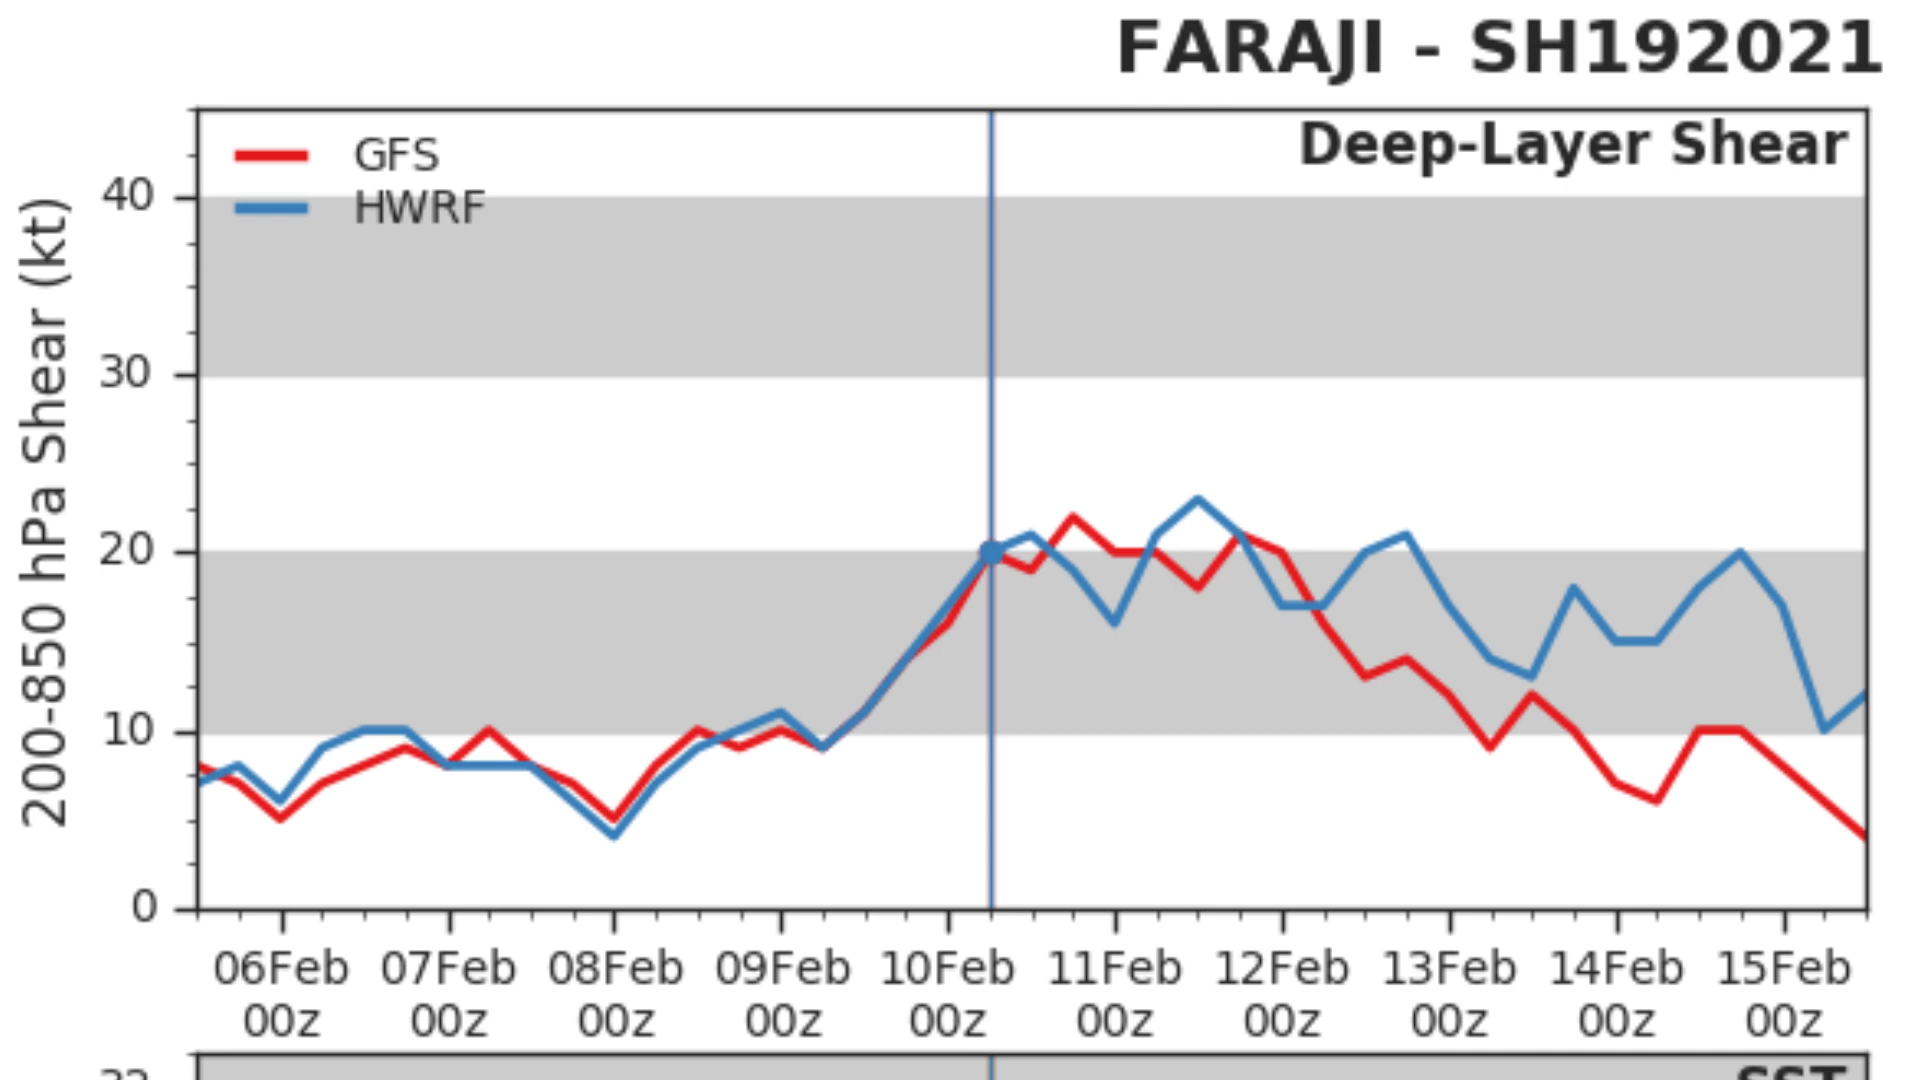 FARAJI - SH192021
Deep-Layer Shear
GFS
HWRF
200-850 hPa Shear (kt)
40
30
20
10
0
06Feb 07Feb 08Feb 09Feb 10Feb 11Feb 12Feb 13Feb 14Feb 15Feb
00z 00z 00z 00z 00z 00z 00z 00z 00z 00z
SST